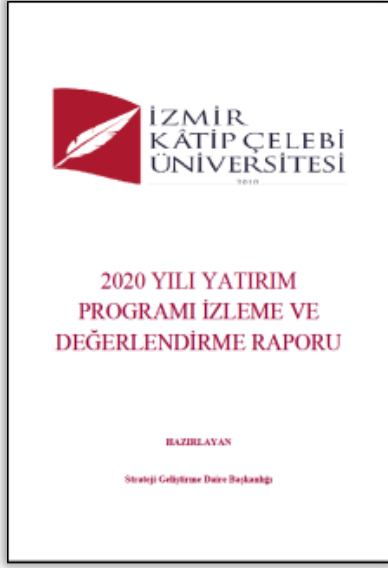 İZMİR
KÂTİP ÇELEBİ
ÜNİVERSİTESİ
2010
2020 YILI YATIRIM
PROGRAMI İZLEME VE
DEĞERLENDİRME RAPORU
HAZIRLAYAN
Strateji Geliştirme Daire Başkanlığı